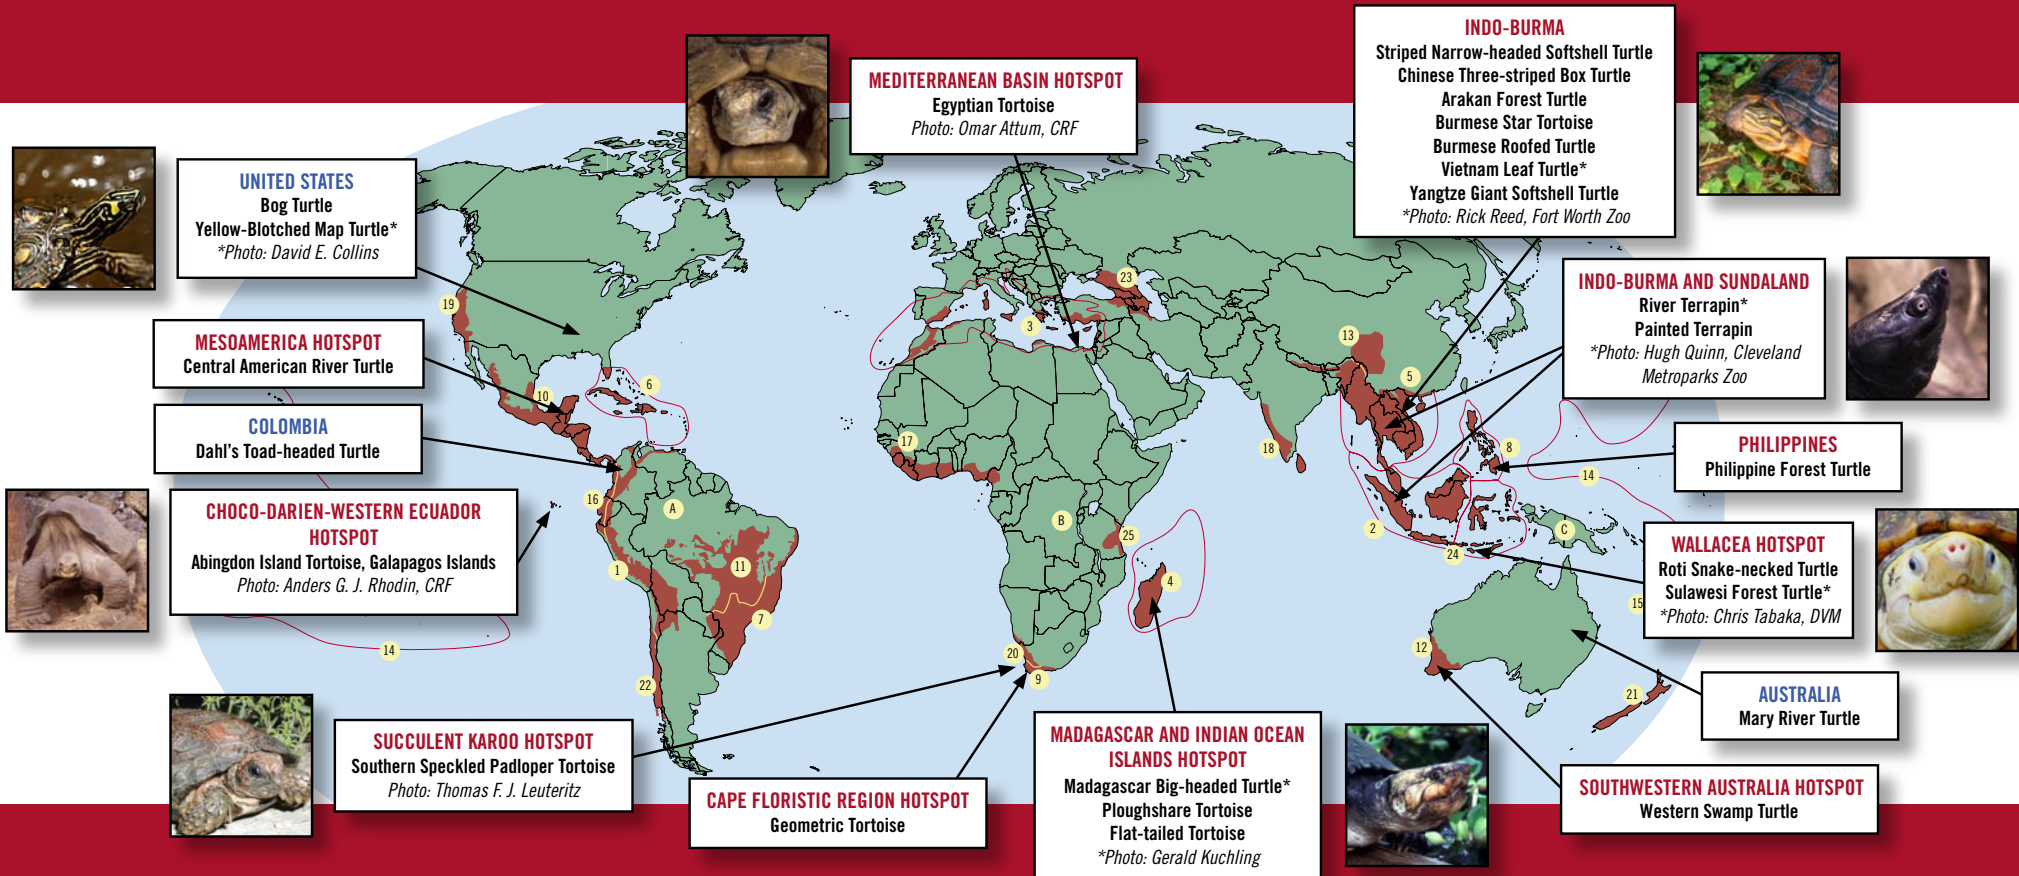 INDO-BURMA
Striped Narrow-headed Softshell Turtle
Chinese Three-striped Box Turtle
Arakan Forest Turtle
Burmese Star Tortoise
Burmese Roofed Turtle
Vietnam Leaf Turtle*
Yangtze Giant Softshell Turtle
*Photo: Rick Reed, Fort Worth Zoo
MEDITERRANEAN BASIN HOTSPOT
Egyptian Tortoise
Photo: Omar Attum, CRF
UNITED STATES
Bog Turtle
Yellow-Blotched Map Turtle*
*Photo: David E. Collins
INDO-BURMA AND SUNDALAND
River Terrapin*
Painted Terrapin
*Photo: Hugh Quinn, Cleveland
Metroparks Zoo
MESOAMERICA HOTSPOT
Central American River Turtle
COLOMBIA
Dahl's Toad-headed Turtle
PHILIPPINES
Philippine Forest Turtle
CHOCO-DARIEN-WESTERN ECUADOR
HOTSPOT
Abingdon Island Tortoise, Galapagos Islands
Photo: Anders G. J. Rhodin, CRF
WALLACEA HOTSPOT
Roti Snake-necked Turtle
Sulawesi Forest Turtle*
*Photo: Chris Tabaka, DVM
AUSTRALIA
Mary River Turtle
SUCCULENT KAROO HOTSPOT
Southern Speckled Padloper Tortoise
Photo: Thomas F. J. Leuteritz
CAPE FLORISTIC REGION HOTSPOT
Geometric Tortoise
MADAGASCAR AND INDIAN OCEAN
ISLANDS HOTSPOT
Madagascar Big-headed Turtle*
Ploughshare Tortoise
Flat-tailed Tortoise
*Photo: Gerald Kuchling
SOUTHWESTERN AUSTRALIA HOTSPOT
Western Swamp Turtle
23
19
3
13
5
6
10
17
18
8
14
16
A
B
2
C
25
24
1
11
4
15
7
12
14
20
9
22
21